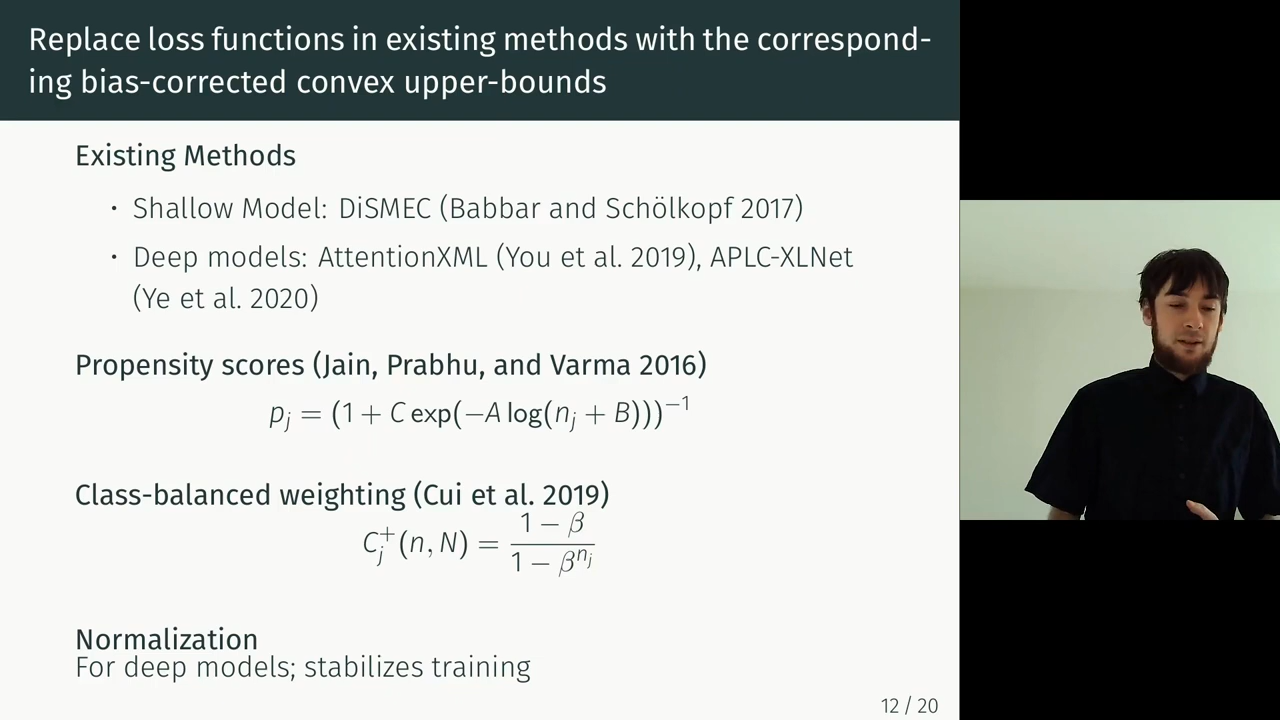 Replace loss functions in existing methods with the correspond-
ing bias-corrected convex upper-bounds
Existing Methods
• Shallow Model: DiSMEC (Babbar and Schölkopf 2017)
• Deep models: AttentionXML (You et al. 2019), APLC-XLNet
(Ye et al. 2020)
Propensity scores (Jain, Prabhu, and Varma 2016)
p_j = (1 + C exp(−A log(n_j + B)))^{−1}
Class-balanced weighting (Cui et al. 2019)
C_j^+(n, N) = \frac{1 − β}{1 − β^{n_j}}
Normalization
For deep models; stabilizes training
12 / 20